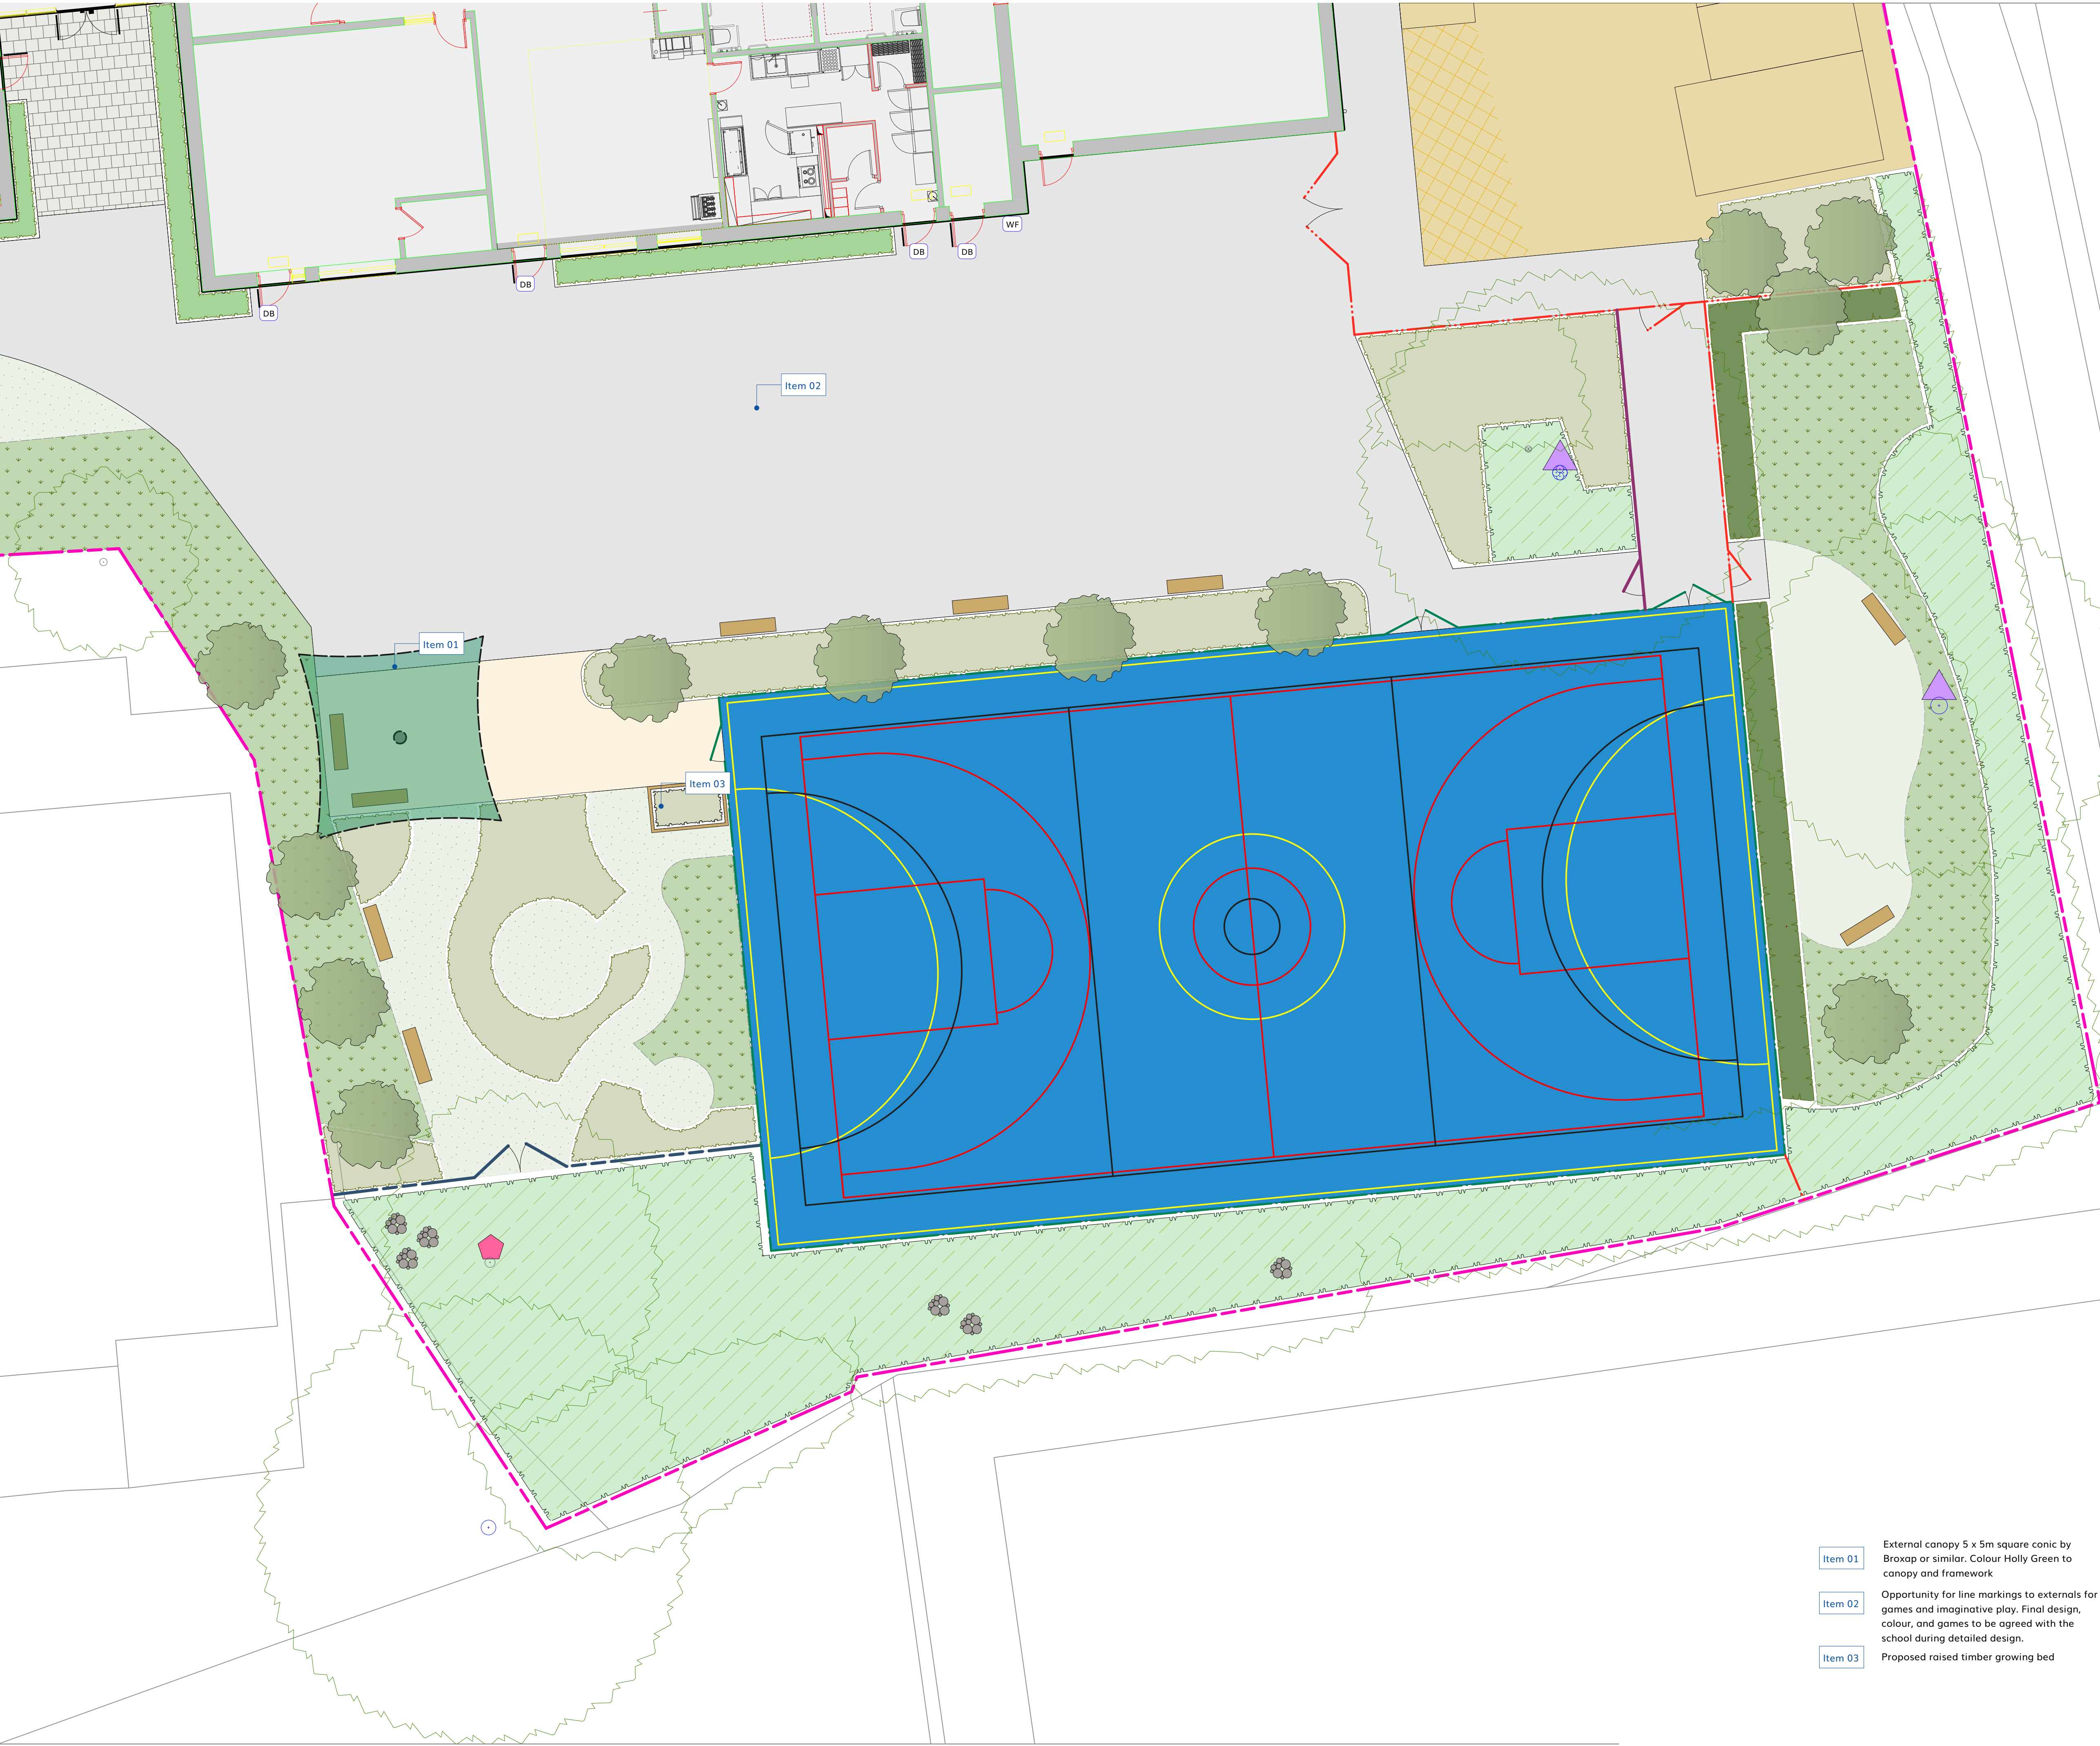 WF
DB
DB
DB
DB
Item 02
Item 01
Item 03
Item 01
External canopy 5 x 5m square conic by
Broxap or similar. Colour Holly Green to
canopy and framework
Item 02
Opportunity for line markings to externals for
games and imaginative play. Final design,
colour, and games to be agreed with the
school during detailed design.
Item 03
Proposed raised timber growing bed